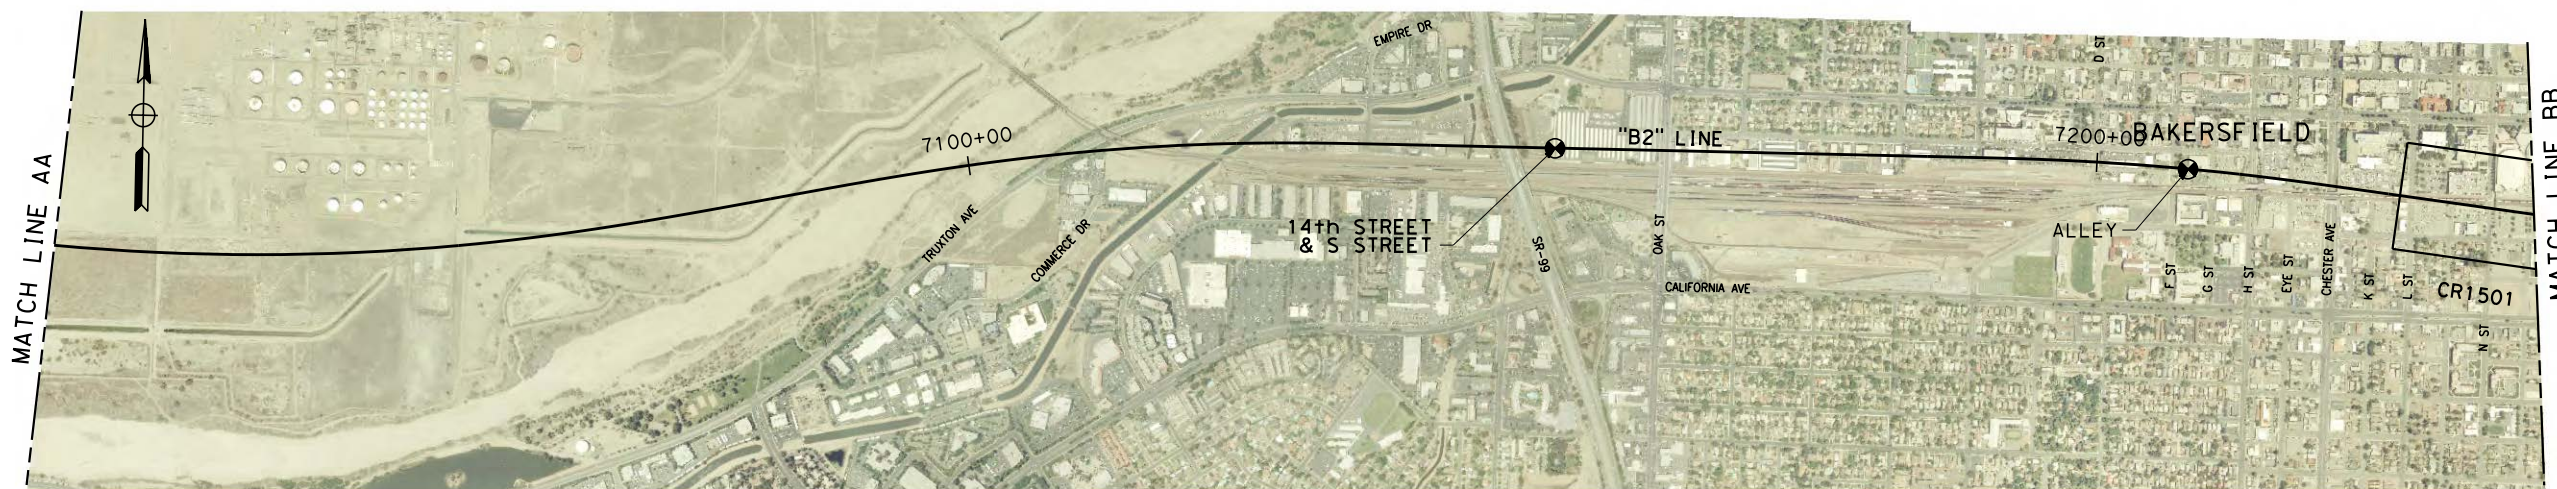 MATCH LINE AA
7100+00
TRUXTON AVE
COMMERCE DR
EMPIRE DR
14th STREET
& S STREET
SR-99
"B2" LINE
OAK ST
CALIFORNIA AVE
D ST
7200+00
BAKERSFIELD
ALLEY
F ST
G ST
H ST
EYE ST
CHESTER AVE
K ST
L ST
CR1501
N ST
MATCH LINE BB